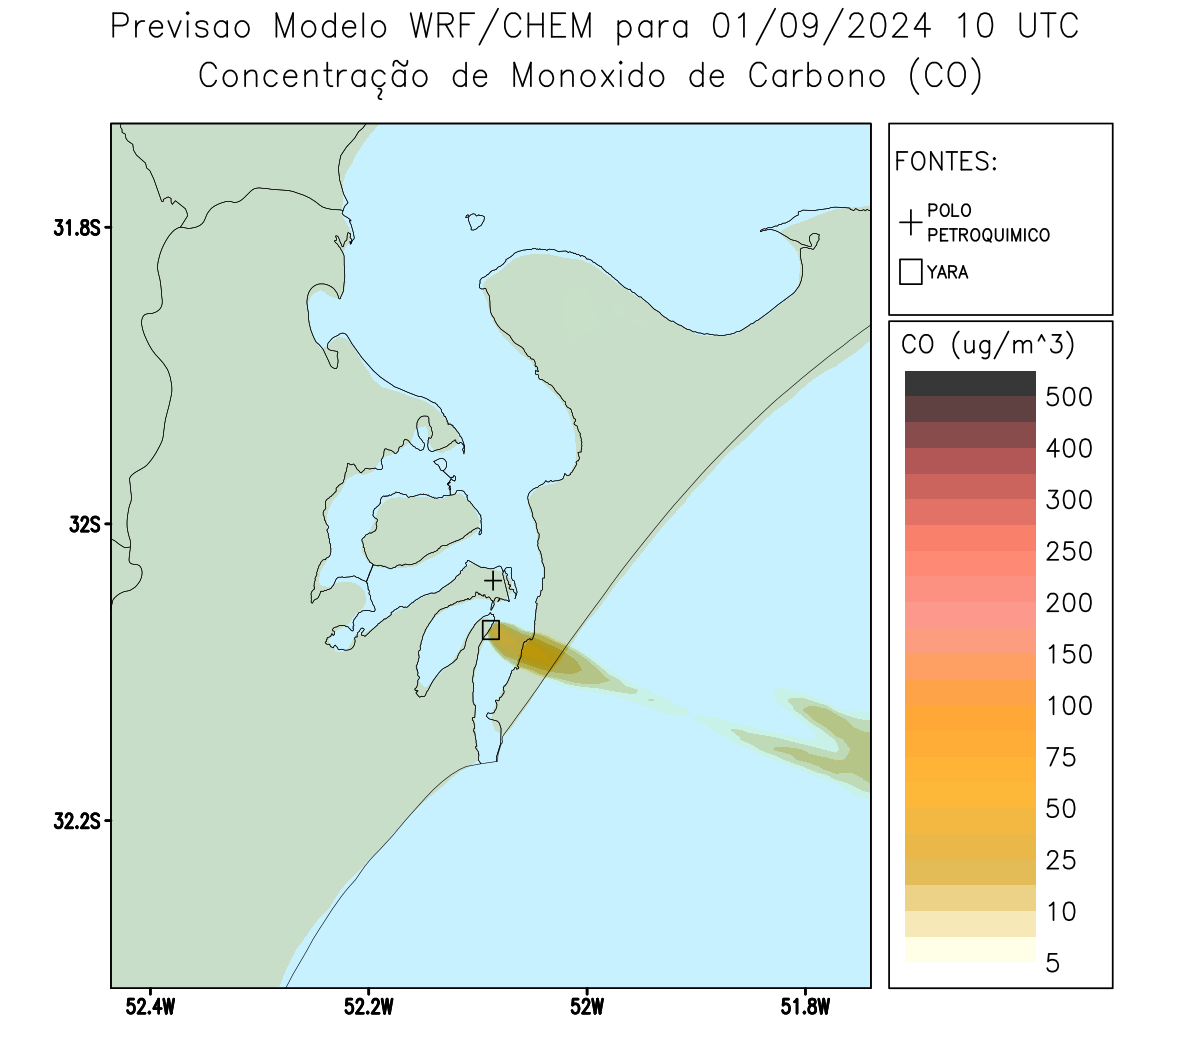 Previsao Modelo WRF/CHEM para 01/09/2024 10 UTC
Concentração de Monoxido de Carbono (CO)
FONTES:
POLO
PETROQUIMICO
YARA
CO (ug/m^3)
500
400
300
250
200
150
100
75
50
25
10
5
31.8S
32S
32.2S
52.4W
52.2W
52W
51.8W